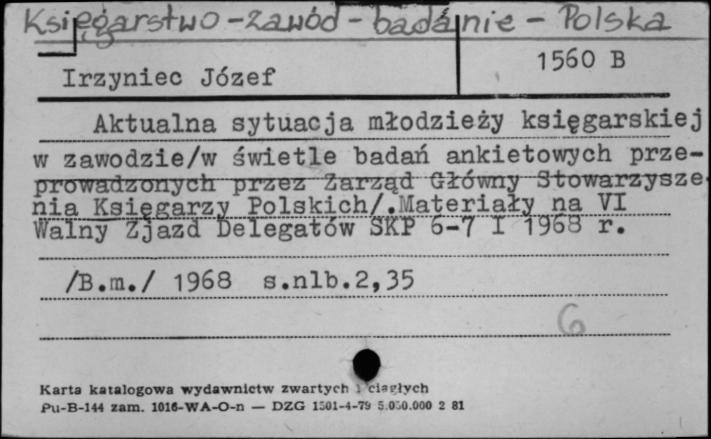 Księgarstwo-zawód-badanie-Polska
1560 B
Irzyniec Józef
Aktualna sytuacja młodzieży księgarskiej
w zawodzie/w świetle badań ankietowych prze-
prowadzonych przez Zarząd Główny Stowarzysze-
nia Księgarzy Polskich/.Materiały na VI
Walny Zjazd Delegatów SKP 6-7 I 1968 r.
/B.m./ 1968 s.nlb.2,35
G
Karta katalogowa wydawnictw zwartych i ciągłych
Pu-B-144 zam. 1016-WA-O-n — DZG 1501-4-79 5.000.000 2 81